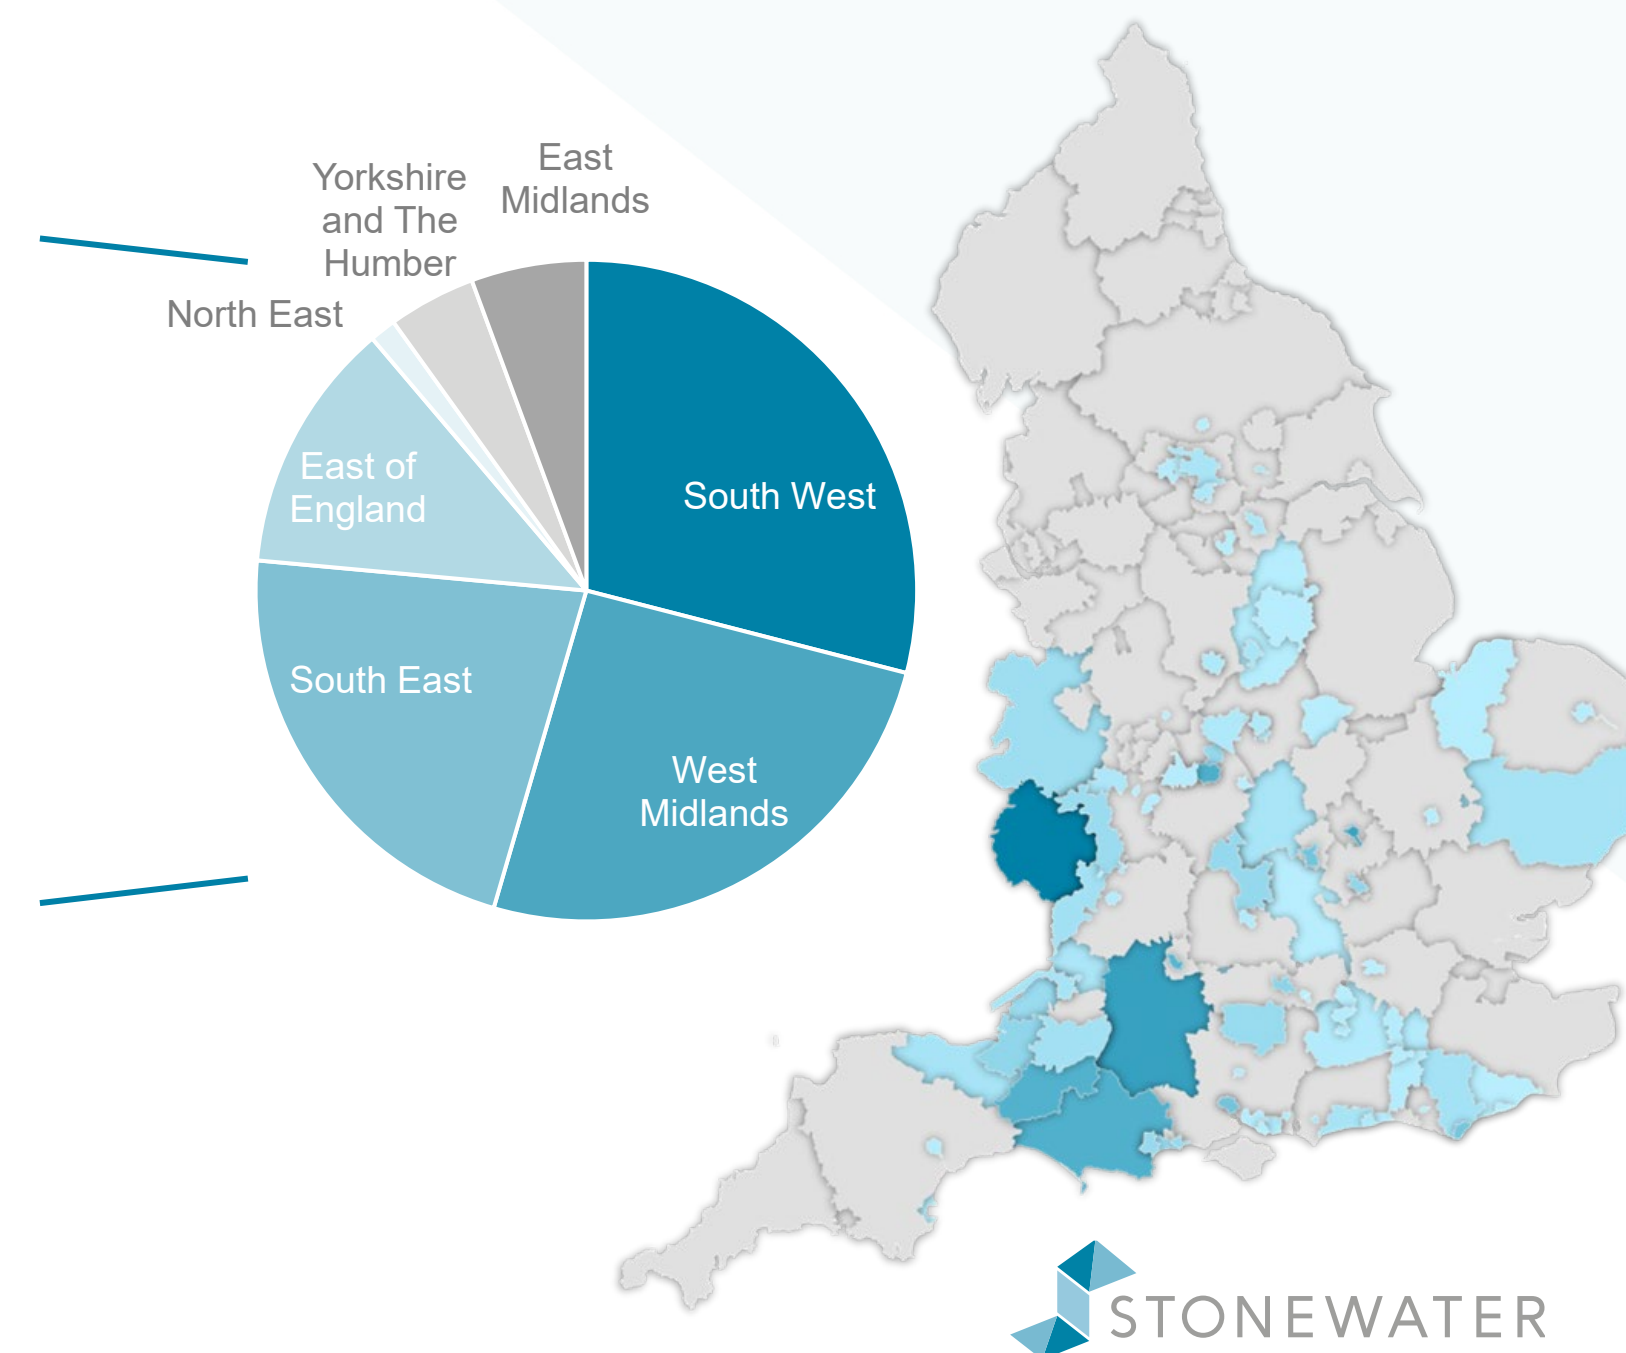 East
Midlands
Yorkshire
and The
Humber
North East
East of
England
South West
South East
West
Midlands
STONEWATER